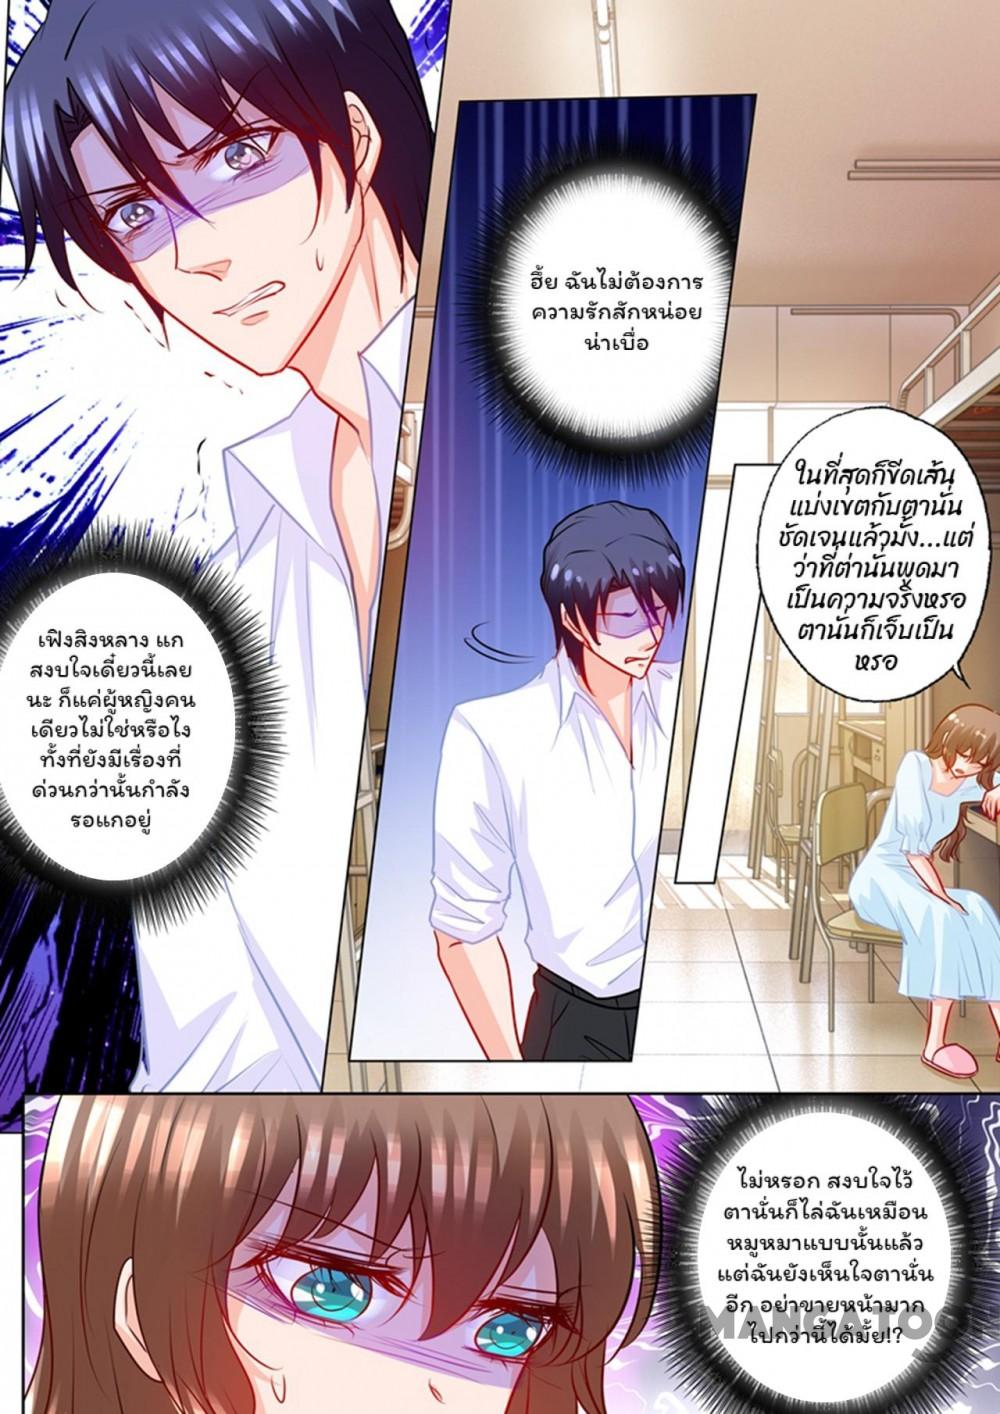 เฟิงสิงหลาง แก
สงบใจเดี๋ยวนี้เลย
นะ ก็แค่ผู้หญิงคน
เดียวไม่ใช่หรือไง
ทั้งที่ยังมีเรื่องที่
ด่วนกว่านั้นกำลัง
รอแกอยู่
ฮึ้ย ฉันไม่ต้องการ
ความรักสักหน่อย
น่าเบื่อ
ในที่สุดก็ขีดเส้น
แบ่งเขตกับตานั่น
ชัดเจนแล้วมั้ง...แต่
ว่าที่ต่านั่นพูดมา
เป็นความจริงหรอ
ตานั่นก็เจ็บเป็น
หรอ
ไม่หรอก สงบใจไว้
ตานั่นก็ไล่ฉันเหมือน
หมูหมาแบบนั้นแล้ว
แต่ฉันยังเห็นใจตานั่น
อีก อย่าขายหน้ามาก
ไปกว่านี้ได้มั้ย!?
MANGATOON